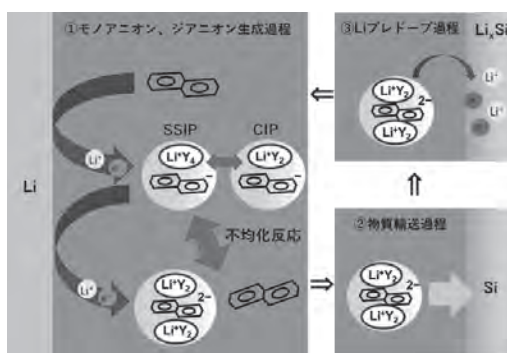 ①モノアニオン、ジアニオン生成過程
SSIP
CIP
Li⁺Y₄
Li⁺Y₂
−
−
Li
Li⁺
e⁻
不均化反応
Li⁺
e⁻
Li⁺Y₂
2−
Li⁺Y₂
③Liプレドープ過程
LiₓSi
Li⁺Y₂
2−
Li⁺Y₂
Li⁺
Li⁺
②物質輸送過程
Li⁺Y₂
2−
Li⁺Y₂
Si